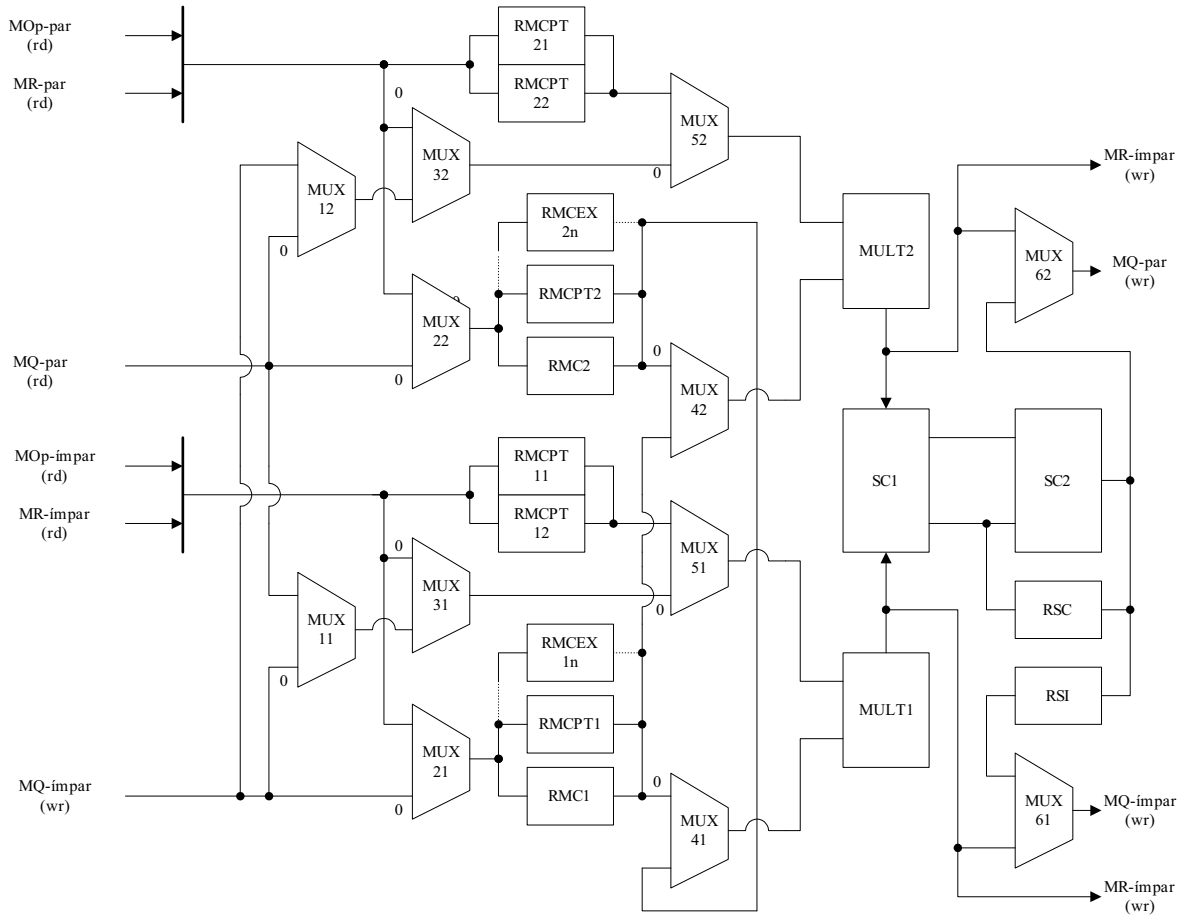 MOp-par
(rd)
MR-par
(rd)
RMCPT
21
RMCPT
22
0
MUX
52
MUX
32
0
MUX
12
0
RMCEX
2n
RMCPT2
RMC2
0
MUX
22
0
MQ-par
(rd)
0
MUX
42
MULT2
MR-ímpar
(wr)
MUX
62
MQ-par
(wr)
MOp-ímpar
(rd)
MR-ímpar
(rd)
RMCPT
11
RMCPT
12
SC1
SC2
0
MUX
31
MUX
51
0
MUX
11
0
RMCEX
1n
RMCPT1
RMC1
RSC
RSI
MULT1
MUX
21
0
MQ-ímpar
(wr)
0
MUX
41
MUX
61
MQ-ímpar
(wr)
MR-ímpar
(wr)